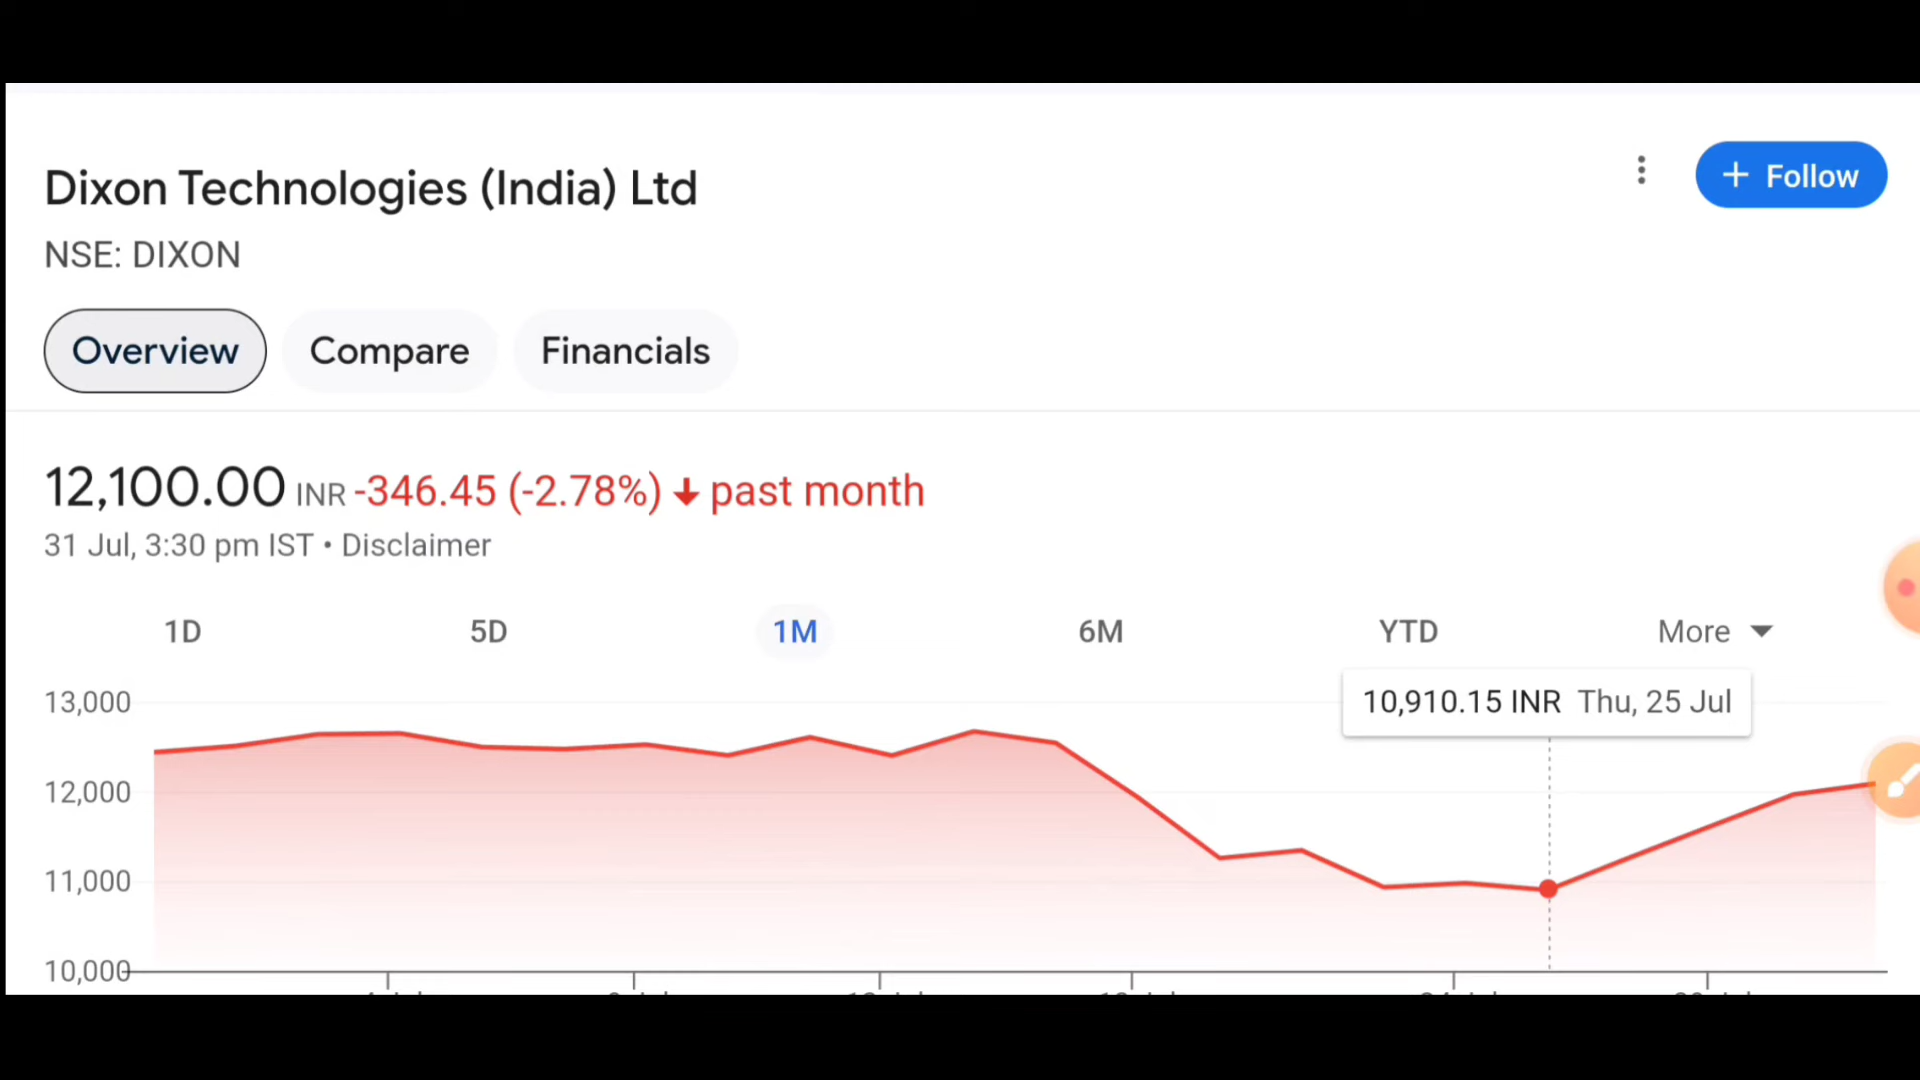 Dixon Technologies (India) Ltd
+ Follow
NSE: DIXON
Overview Compare Financials
12,100.00 INR -346.45 (-2.78%) ↓ past month
31 Jul, 3:30 pm IST • Disclaimer
1D 5D 1M 6M YTD More
10,910.15 INR Thu, 25 Jul
13,000
12,000
11,000
10,000